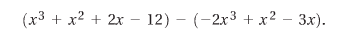 (x³ + x² + 2x − 12) − (−2x³ + x² − 3x).